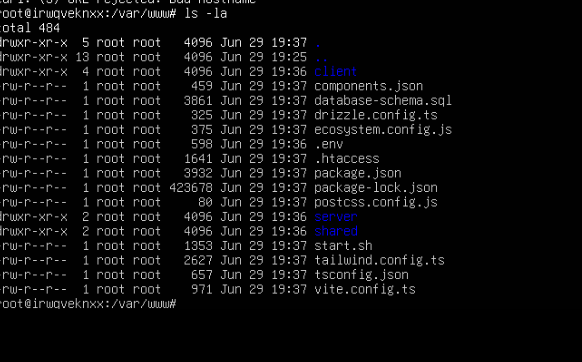 curl: (3) URL rejected: Bad hostname
root@irwqveknxx:/var/www# ls -la
total 484
drwxr-xr-x  5 root root   4096 Jun 29 19:37 .
drwxr-xr-x 13 root root   4096 Jun 29 19:25 ..
drwxr-xr-x  4 root root   4096 Jun 29 19:36 client
-rw-r--r--  1 root root    459 Jun 29 19:37 components.json
-rw-r--r--  1 root root   3861 Jun 29 19:37 database-schema.sql
-rw-r--r--  1 root root    325 Jun 29 19:37 drizzle.config.ts
-rw-r--r--  1 root root    375 Jun 29 19:37 ecosystem.config.js
-rw-r--r--  1 root root    598 Jun 29 19:36 .env
-rw-r--r--  1 root root   1641 Jun 29 19:37 .htaccess
-rw-r--r--  1 root root   3932 Jun 29 19:37 package.json
-rw-r--r--  1 root root 423678 Jun 29 19:37 package-lock.json
-rw-r--r--  1 root root     80 Jun 29 19:37 postcss.config.js
drwxr-xr-x  2 root root   4096 Jun 29 19:36 server
drwxr-xr-x  2 root root   4096 Jun 29 19:36 shared
-rw-r--r--  1 root root   1353 Jun 29 19:37 start.sh
-rw-r--r--  1 root root   2627 Jun 29 19:37 tailwind.config.ts
-rw-r--r--  1 root root    657 Jun 29 19:37 tsconfig.json
-rw-r--r--  1 root root    971 Jun 29 19:37 vite.config.ts
root@irwqveknxx:/var/www#